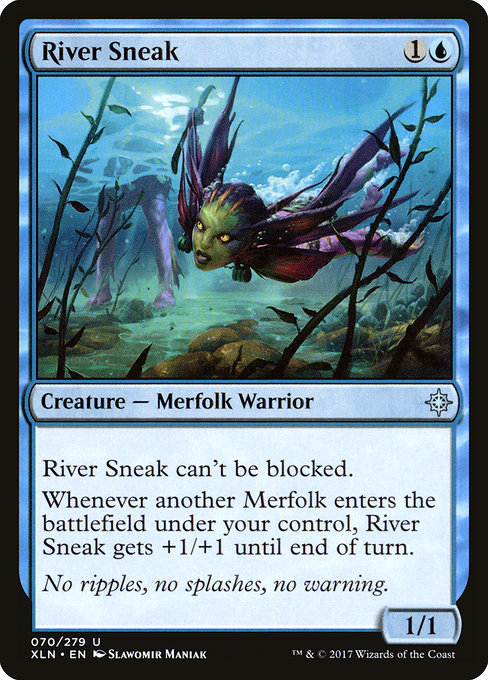 River Sneak 1
Creature — Merfolk Warrior
River Sneak can't be blocked.
Whenever another Merfolk enters the
battlefield under your control, River
Sneak gets +1/+1 until end of turn.
No ripples, no splashes, no warning.
1/1
070/279 U
XLN • EN Slawomir Maniak ™ & © 2017 Wizards of the Coast